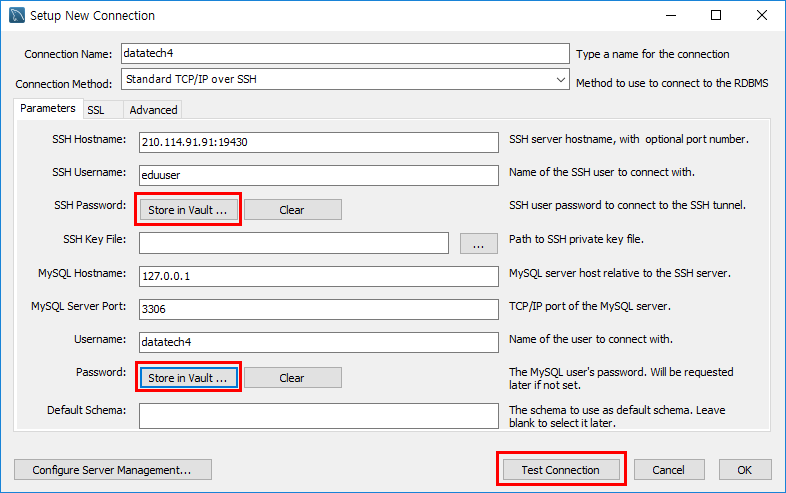 Setup New Connection
Connection Name: datatech4 Type a name for the connection
Connection Method: Standard TCP/IP over SSH Method to use to connect to the RDBMS
Parameters SSL Advanced
SSH Hostname: 210.114.91.91:19430 SSH server hostname, with optional port number.
SSH Username: eduuser Name of the SSH user to connect with.
SSH Password: Store in Vault ... Clear SSH user password to connect to the SSH tunnel.
SSH Key File: ... Path to SSH private key file.
MySQL Hostname: 127.0.0.1 MySQL server host relative to the SSH server.
MySQL Server Port: 3306 TCP/IP port of the MySQL server.
Username: datatech4 Name of the user to connect with.
Password: Store in Vault ... Clear The MySQL user's password. Will be requested
later if not set.
Default Schema: The schema to use as default schema. Leave
blank to select it later.
Configure Server Management... Test Connection Cancel OK